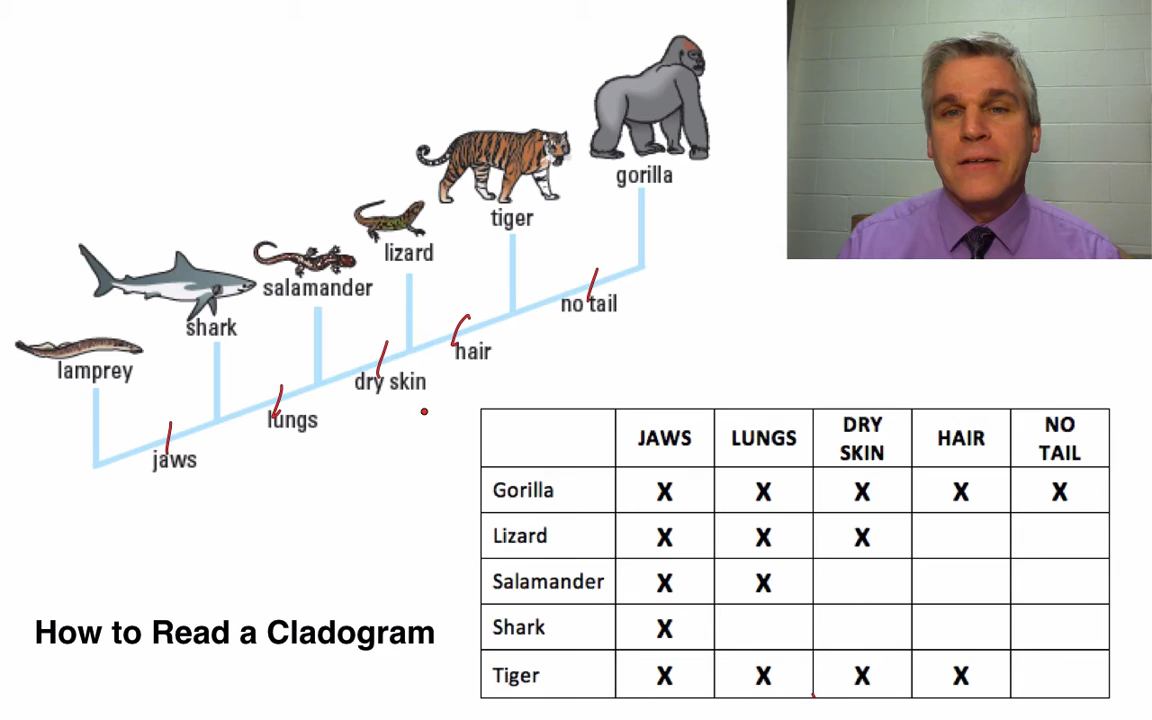 gorilla
tiger
lizard
salamander
shark
lamprey
no tail
hair
dry skin
lungs
jaws
JAWS LUNGS DRY SKIN HAIR NO TAIL
Gorilla X X X X X
Lizard X X X
Salamander X X
Shark X
Tiger X X X X
How to Read a Cladogram